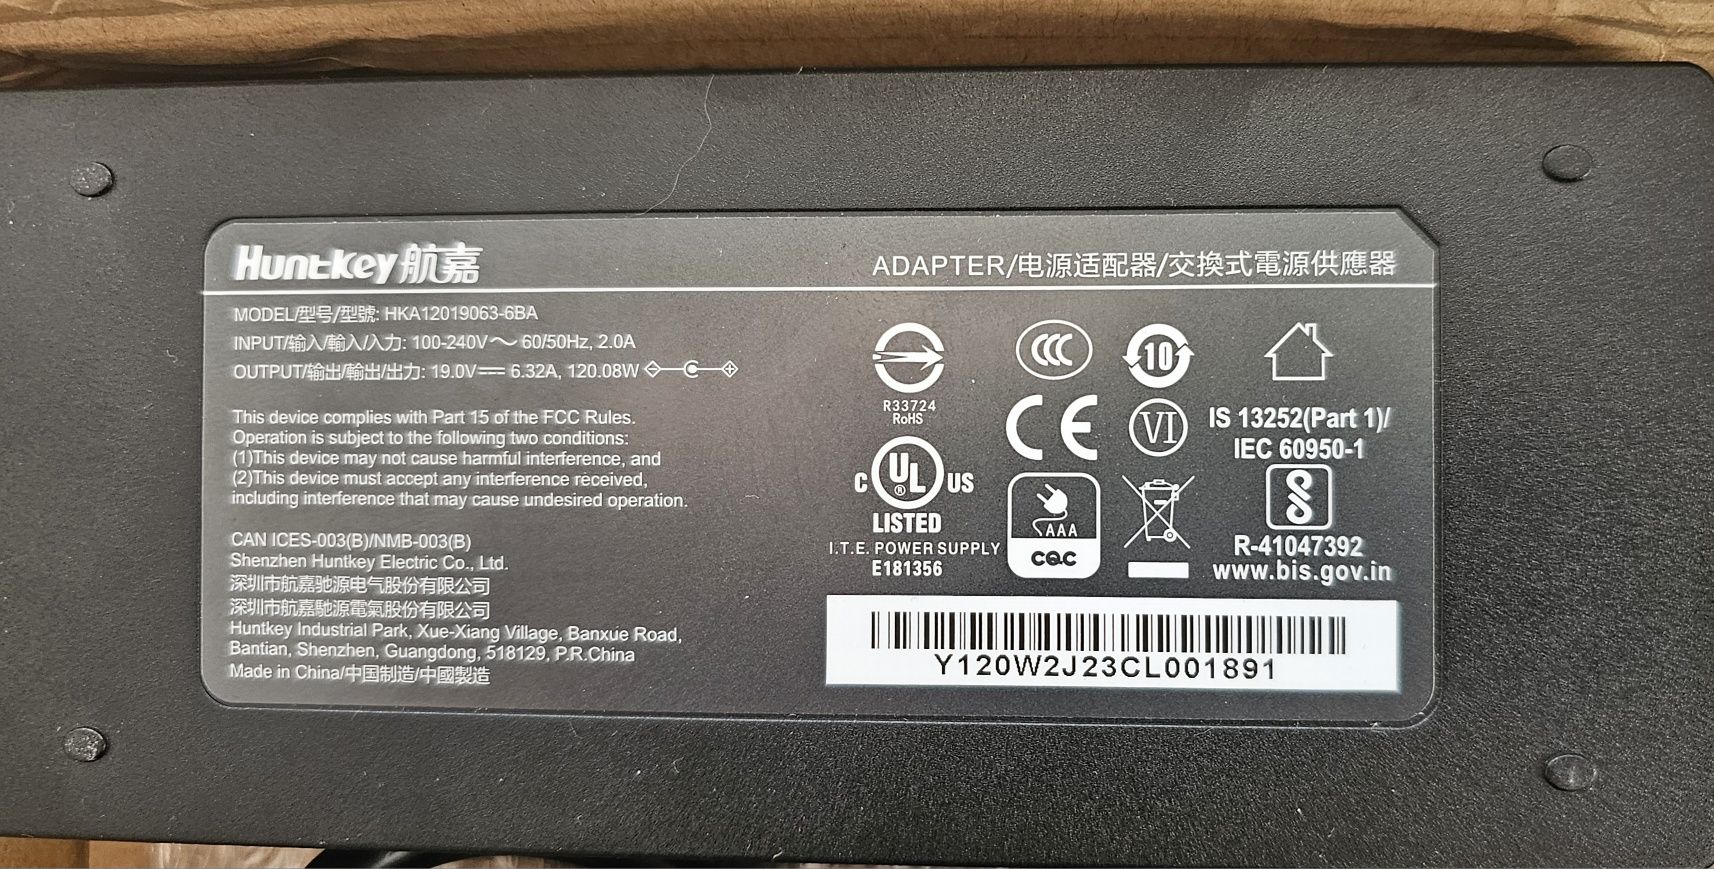 Huntkey航嘉
ADAPTER/电源适配器/交換式電源供應器
MODEL/型号/型號: HKA12019063-6BA
INPUT/输入/輸入/入力: 100-240V～ 60/50Hz, 2.0A
OUTPUT/输出/輸出/出力: 19.0V⎓ 6.32A, 120.08W
This device complies with Part 15 of the FCC Rules.
Operation is subject to the following two conditions:
(1)This device may not cause harmful interference, and
(2)This device must accept any interference received,
including interference that may cause undesired operation.
CAN ICES-003(B)/NMB-003(B)
Shenzhen Huntkey Electric Co., Ltd.
深圳市航嘉驰源电气股份有限公司
深圳市航嘉馳源電氣股份有限公司
Huntkey Industrial Park, Xue-Xiang Village, Banxue Road,
Bantian, Shenzhen, Guangdong, 518129, P.R.China
Made in China/中国制造/中國製造
R33724
RoHS
C UL ® US
LISTED
I.T.E. POWER SUPPLY
E181356
CCC
CE
AAA
CQC
10
VI
IS 13252(Part 1)/
IEC 60950-1
R-41047392
www.bis.gov.in
Y120W2J23CL001891